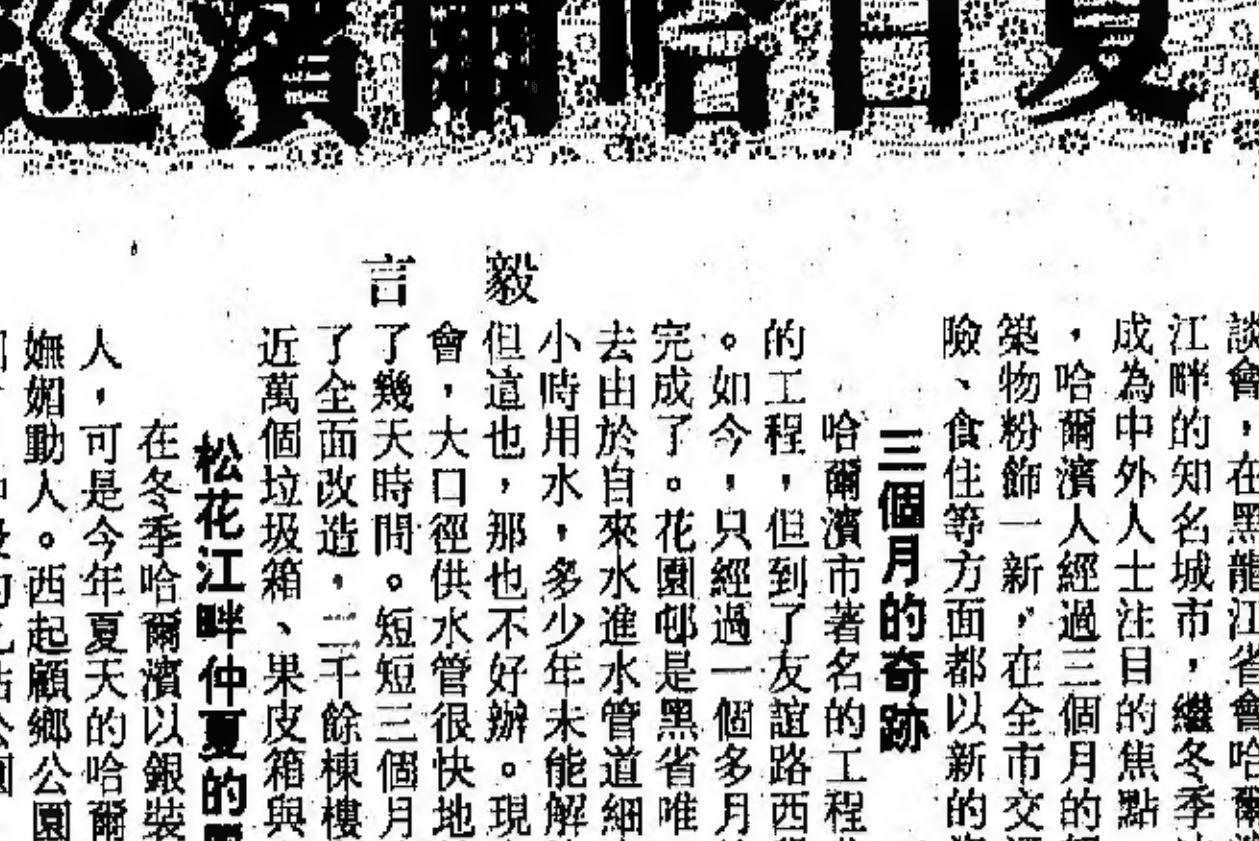 夏日哈爾濱巡
毅言
談會，在黑龍江省會哈爾
江畔的知名城市，繼冬季
成為中外人士注目的焦點
，哈爾濱人經過三個月的
築物粉飾一新，在全市交
險、食住等方面都以新的
三個月的奇跡
哈爾濱市著名的工程
的工程，但到了友誼路西
。如今，只經過一個多月
完成了。花園邨是黑省唯
去由於自來水進水管道細
小時用水，多少年未能解
但這也，那也不好辦。現
會，大口徑供水管很快地
了幾天時間。短短三個月
了全面改造，二千餘棟樓
近萬個垃圾箱、果皮箱與
松花江畔仲夏的
在冬季哈爾濱以銀裝
人，可是今年夏天的哈爾
嫵媚動人。西起顧鄉公園